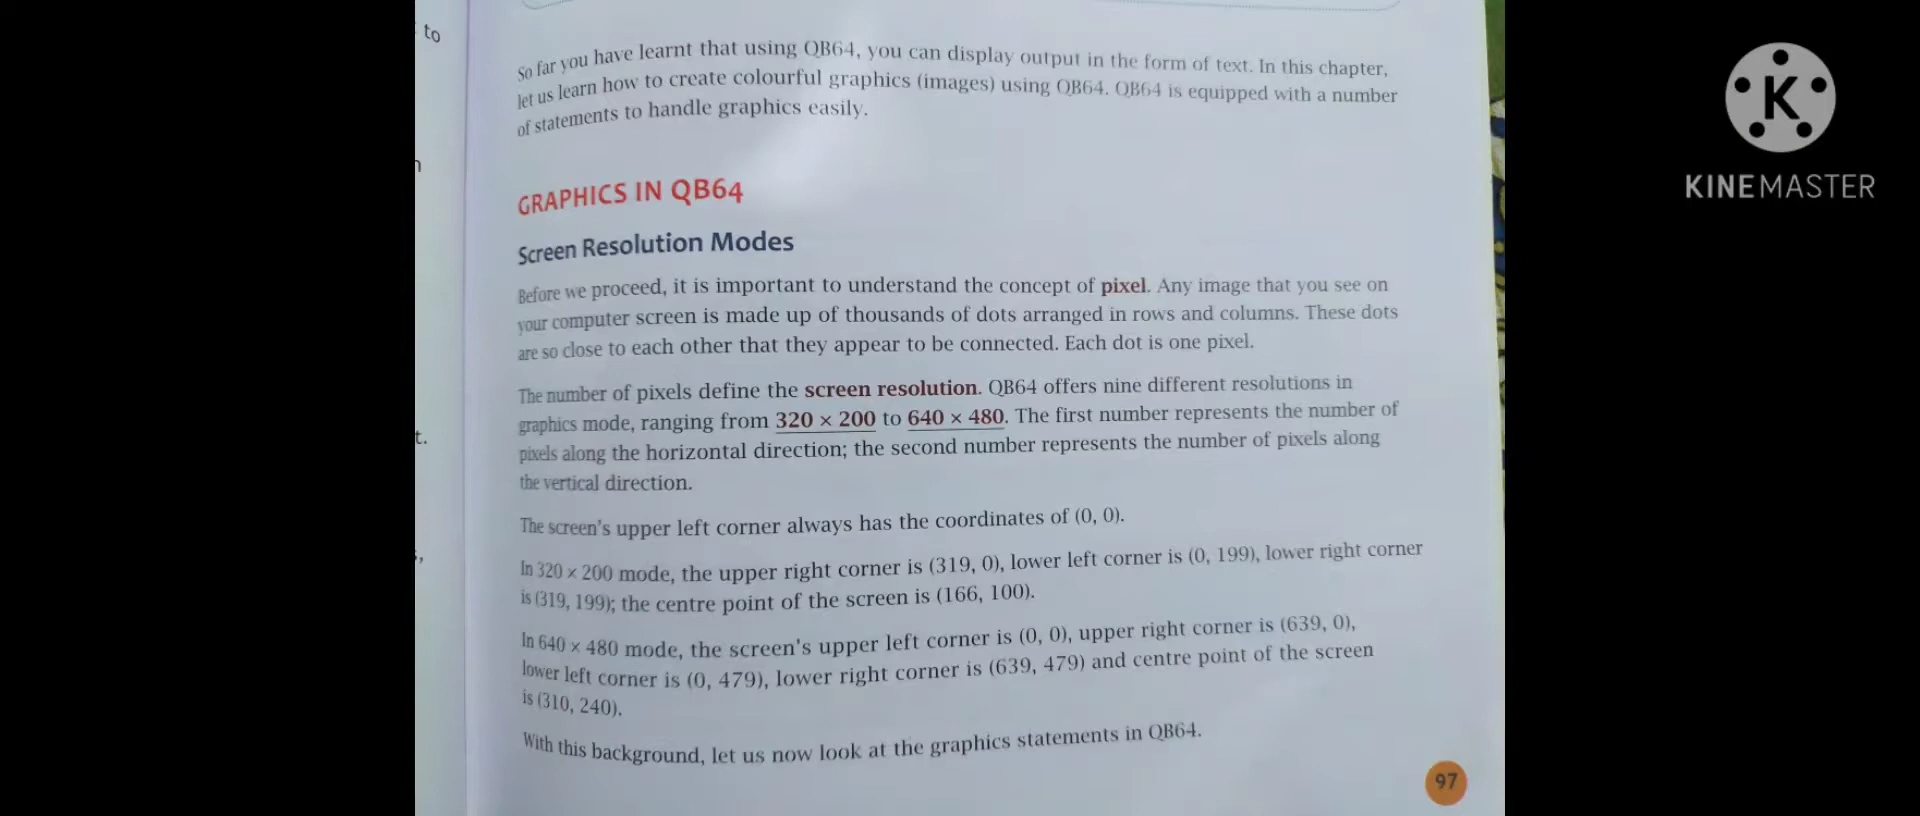 to
So far you have learnt that using QB64, you can display output in the form of text. In this chapter,
let us learn how to create colourful graphics (images) using QB64. QB64 is equipped with a number
of statements to handle graphics easily.
GRAPHICS IN QB64
Screen Resolution Modes
Before we proceed, it is important to understand the concept of pixel. Any image that you see on
your computer screen is made up of thousands of dots arranged in rows and columns. These dots
are so close to each other that they appear to be connected. Each dot is one pixel.
The number of pixels define the screen resolution. QB64 offers nine different resolutions in
graphics mode, ranging from 320 × 200 to 640 × 480. The first number represents the number of
pixels along the horizontal direction; the second number represents the number of pixels along
the vertical direction.
t.
The screen's upper left corner always has the coordinates of (0, 0).
In 320 × 200 mode, the upper right corner is (319, 0), lower left corner is (0, 199), lower right corner
is (319, 199); the centre point of the screen is (166, 100).
In 640 × 480 mode, the screen's upper left corner is (0, 0), upper right corner is (639, 0),
lower left corner is (0, 479), lower right corner is (639, 479) and centre point of the screen
is (310, 240).
With this background, let us now look at the graphics statements in QB64.
97
K
KINEMASTER